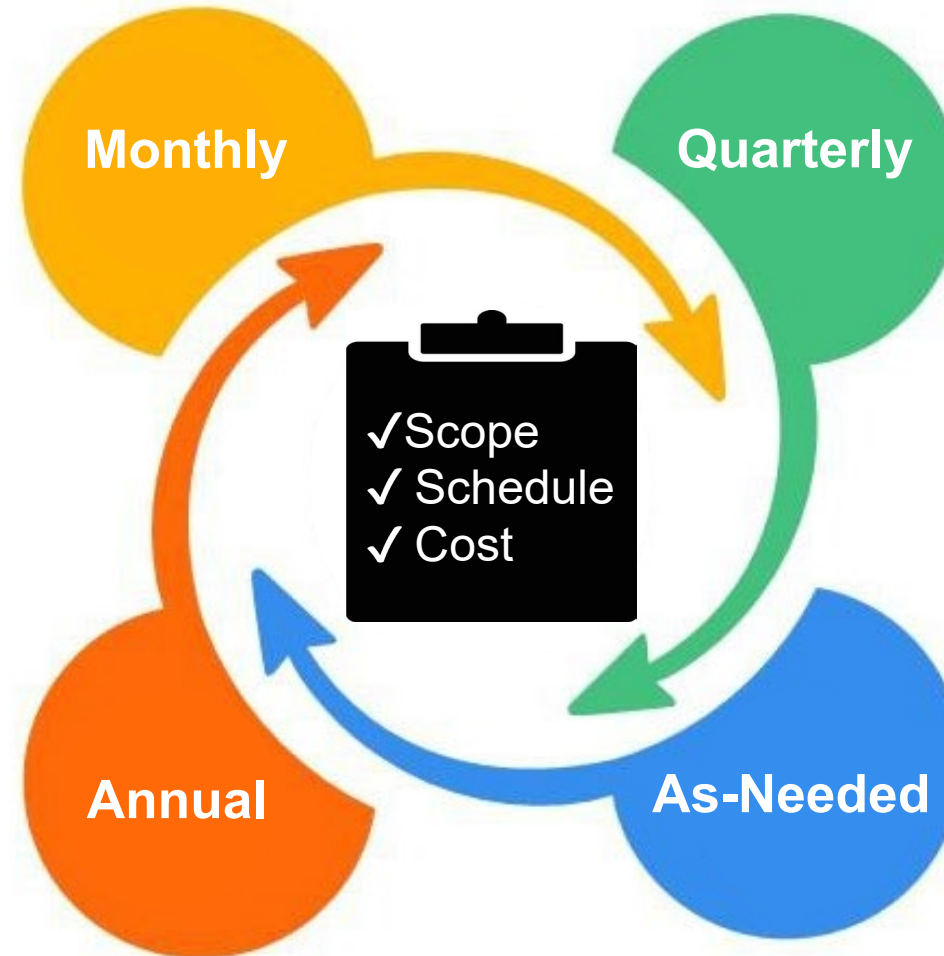 Monthly
Quarterly
✓Scope
✓ Schedule
✓ Cost
Annual
As-Needed